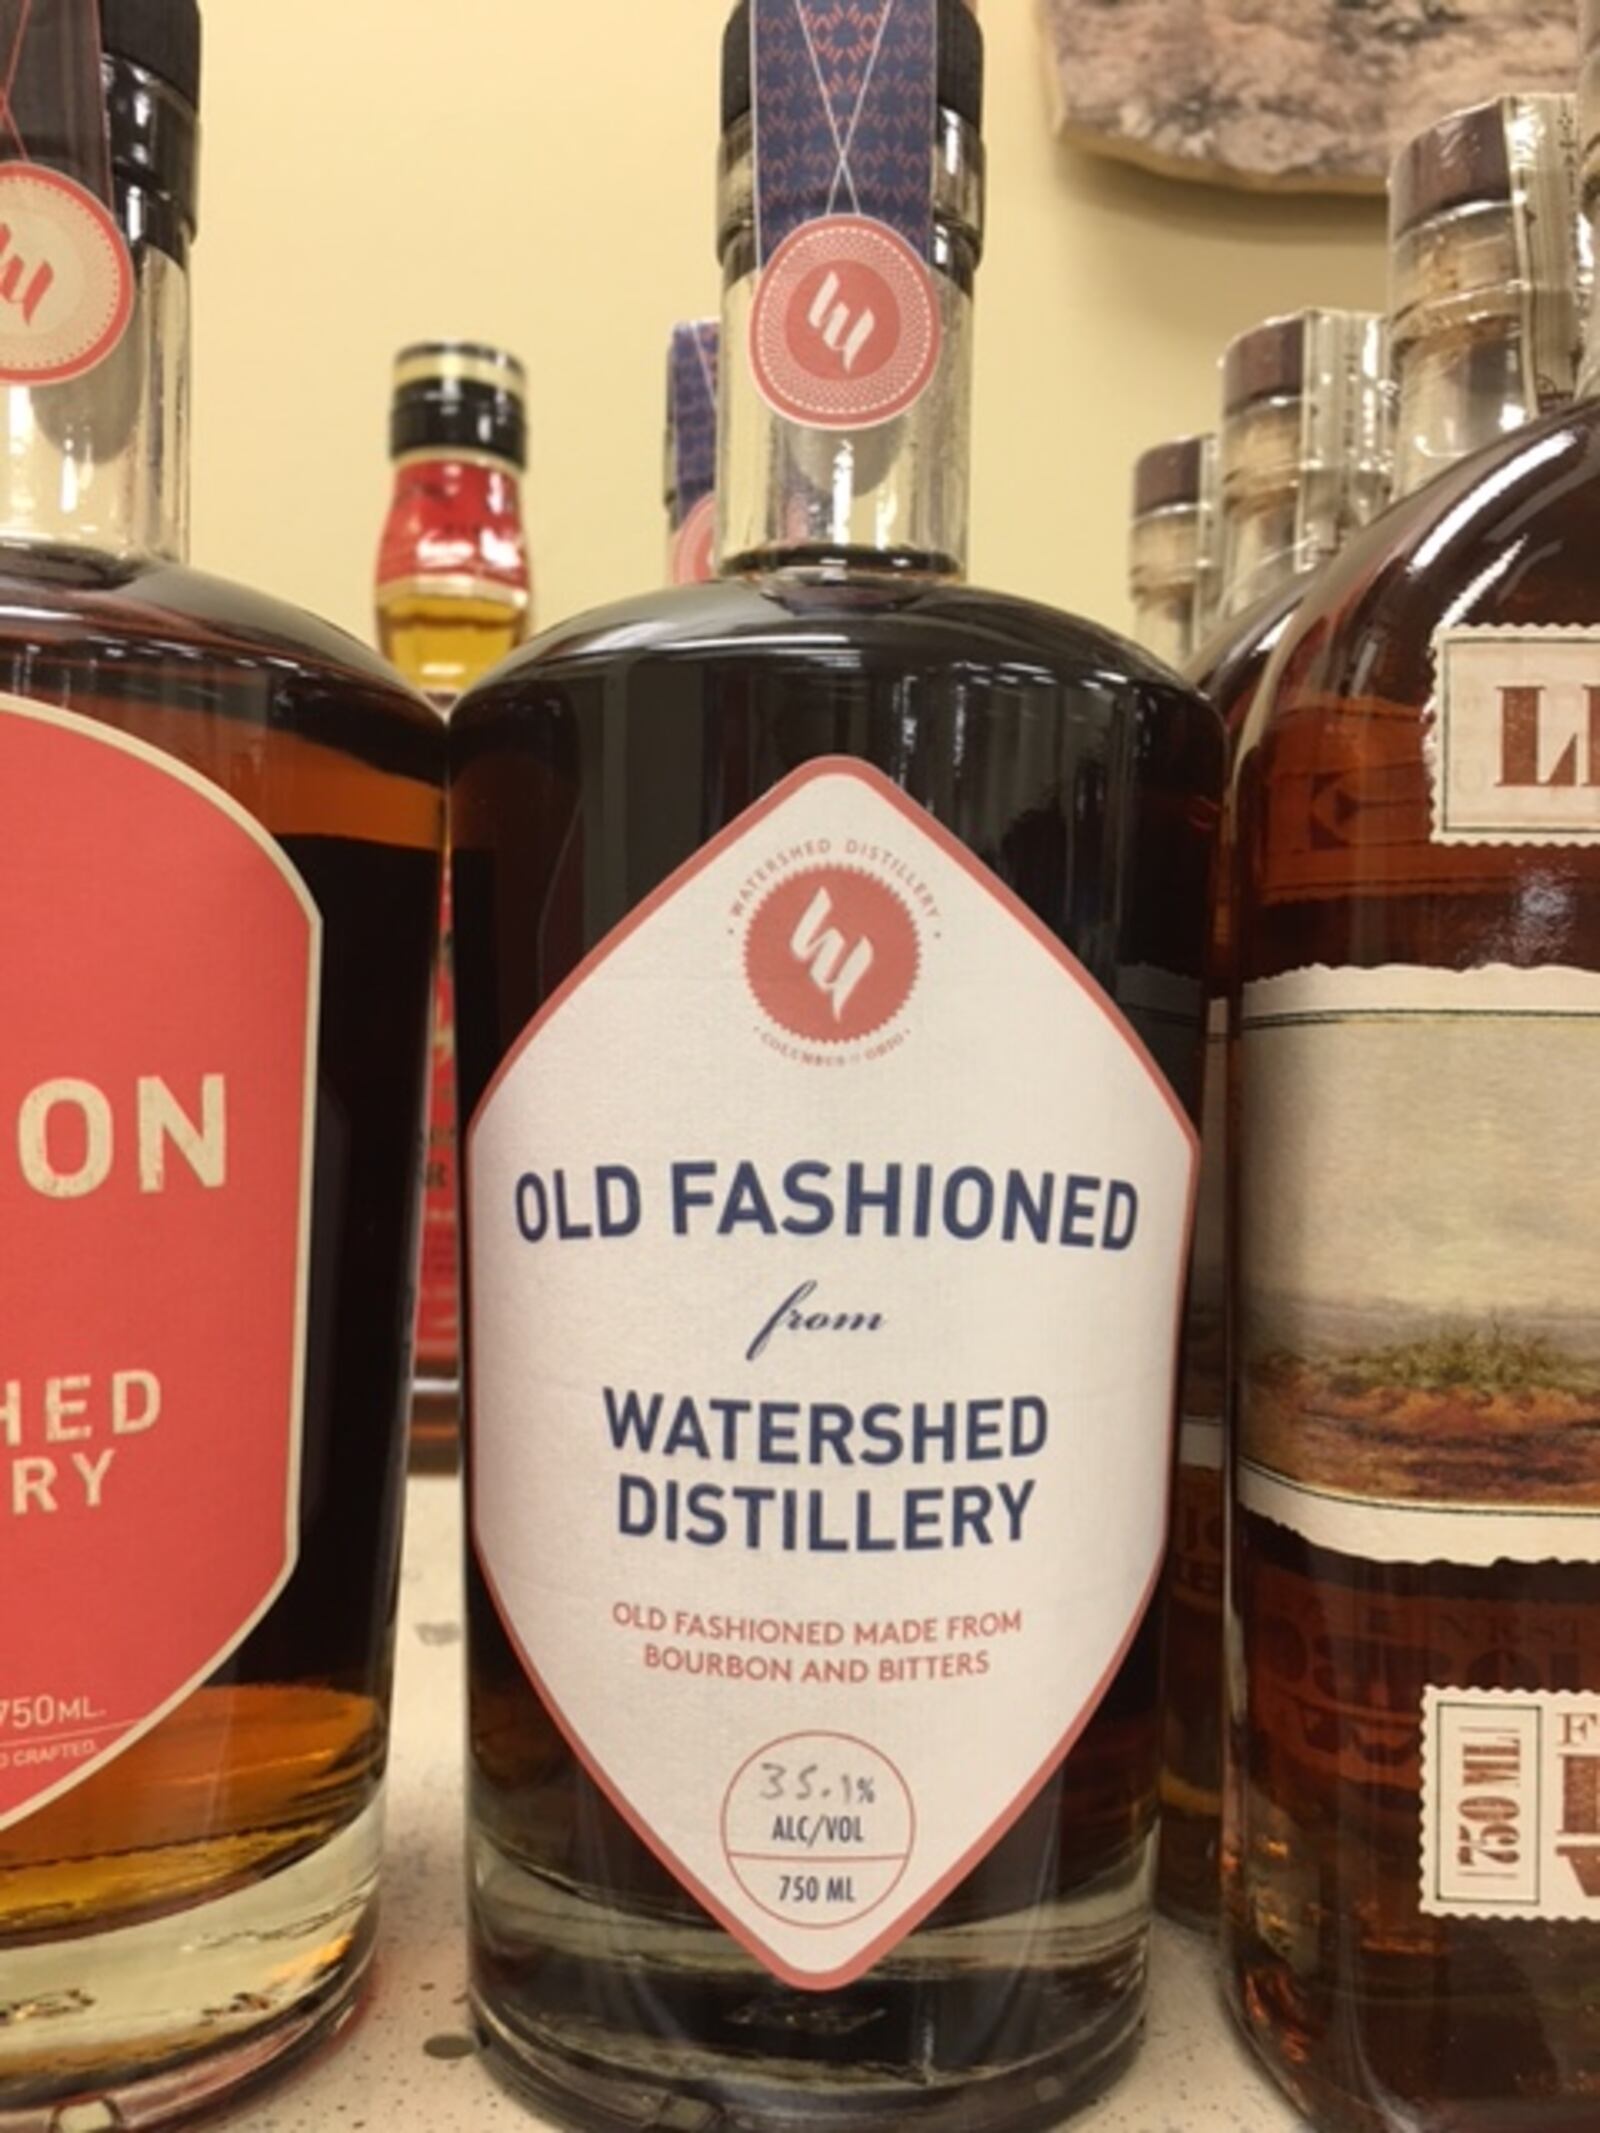 WATERSHED DISTILLERY
COLUMBUS OHIO
OLD FASHIONED
from
WATERSHED
DISTILLERY
OLD FASHIONED MADE FROM
BOURBON AND BITTERS
35.1%
ALC/VOL
750 ML
ON
HED
RY
750ML.
CRAFTED.
750 ML